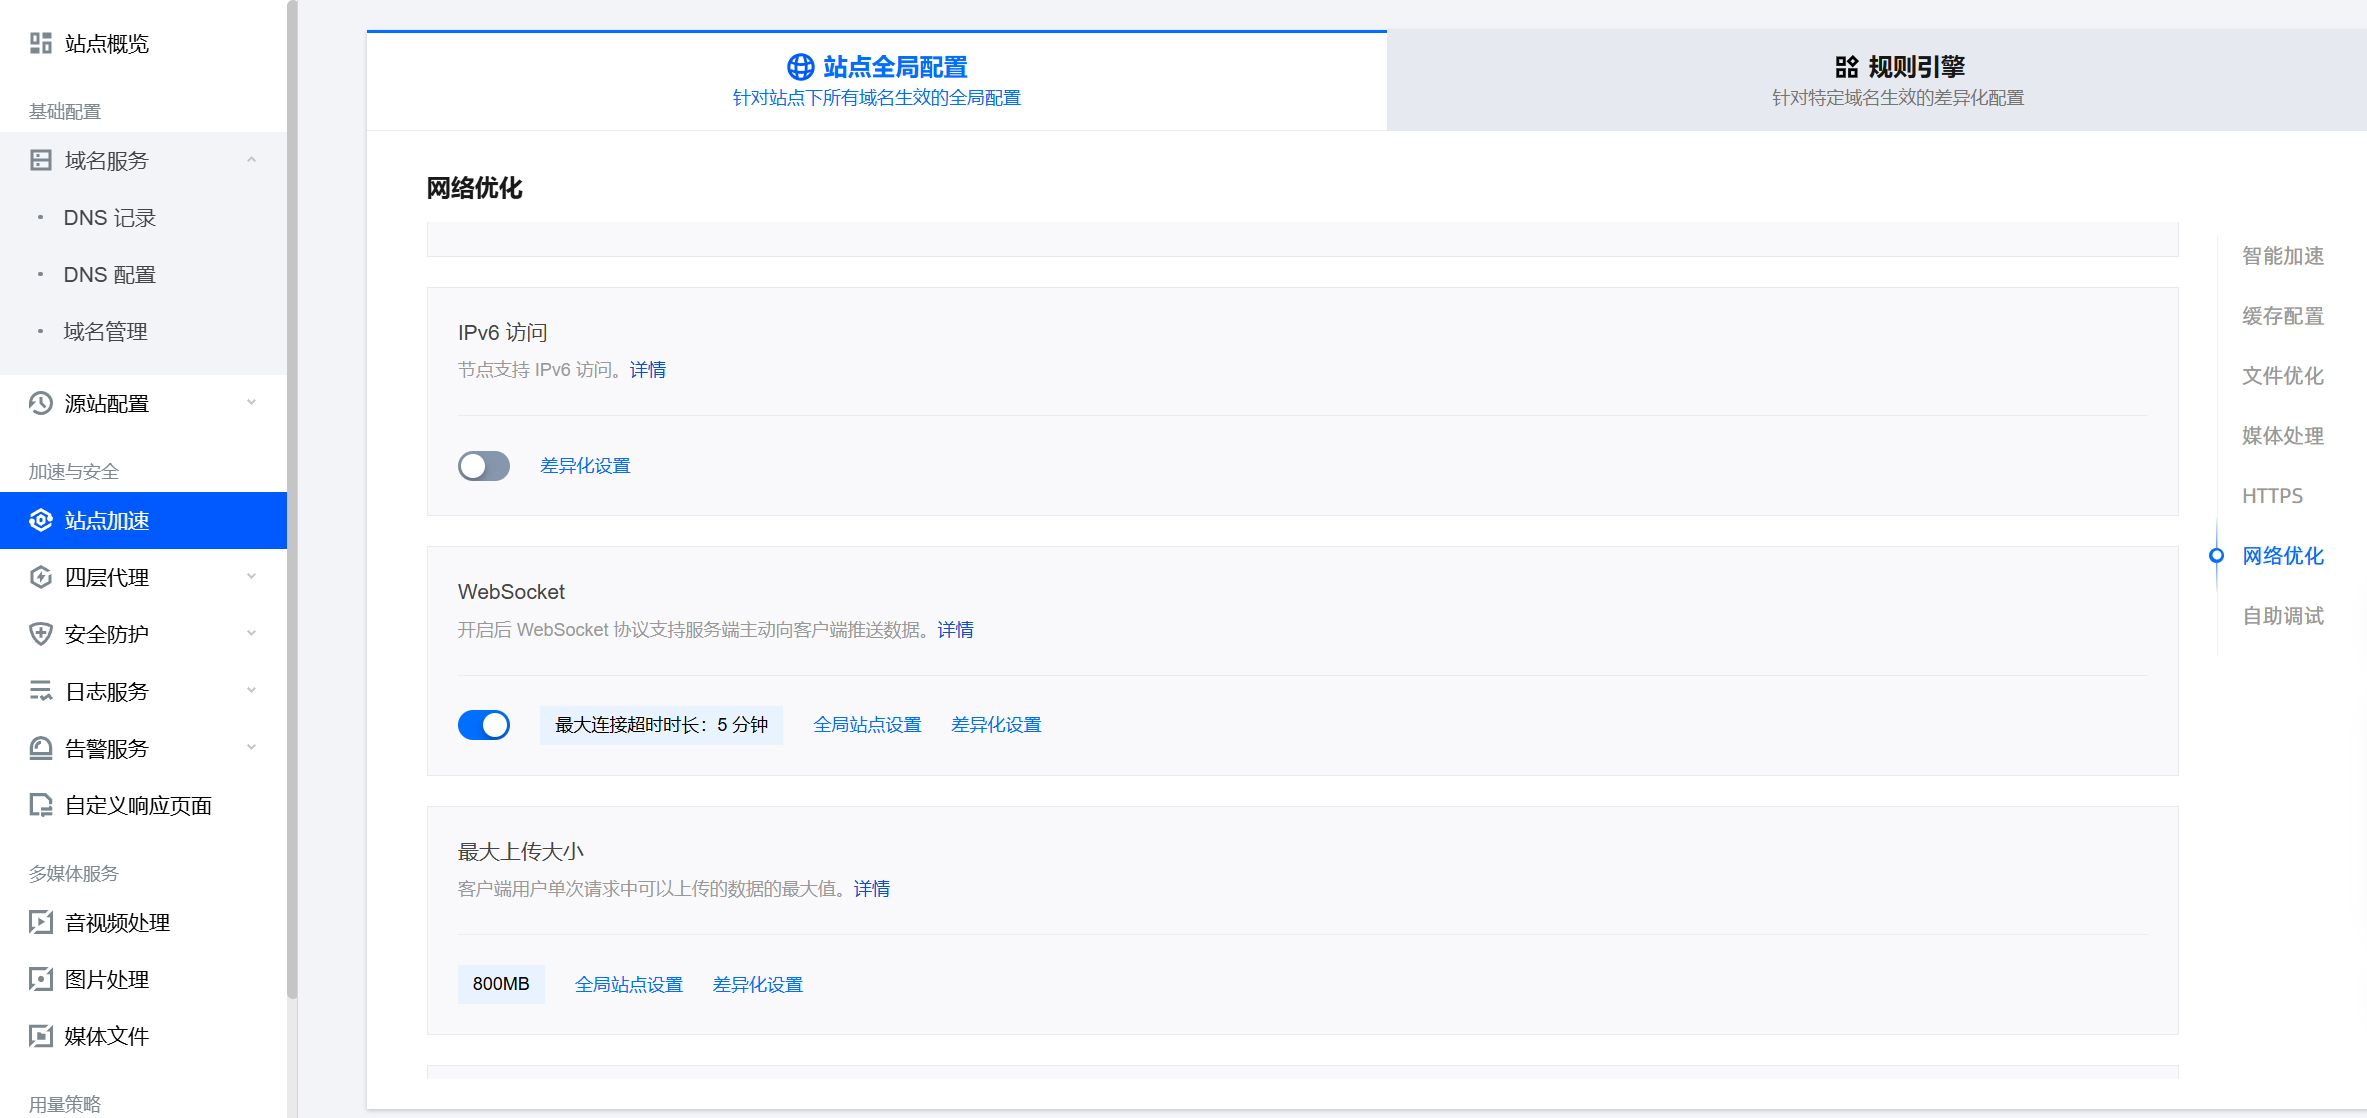 站点概览
基础配置
域名服务
DNS 记录
DNS 配置
域名管理
源站配置
加速与安全
站点加速
四层代理
安全防护
日志服务
告警服务
自定义响应页面
多媒体服务
音视频处理
图片处理
媒体文件
用量策略
站点全局配置
针对站点下所有域名生效的全局配置
规则引擎
针对特定域名生效的差异化配置
网络优化
IPv6 访问
节点支持 IPv6 访问。详情
差异化设置
WebSocket
开启后 WebSocket 协议支持服务端主动向客户端推送数据。详情
最大连接超时时长：5 分钟 全局站点设置 差异化设置
最大上传大小
客户端用户单次请求中可以上传的数据的最大值。详情
800MB 全局站点设置 差异化设置
智能加速
缓存配置
文件优化
媒体处理
HTTPS
网络优化
自助调试